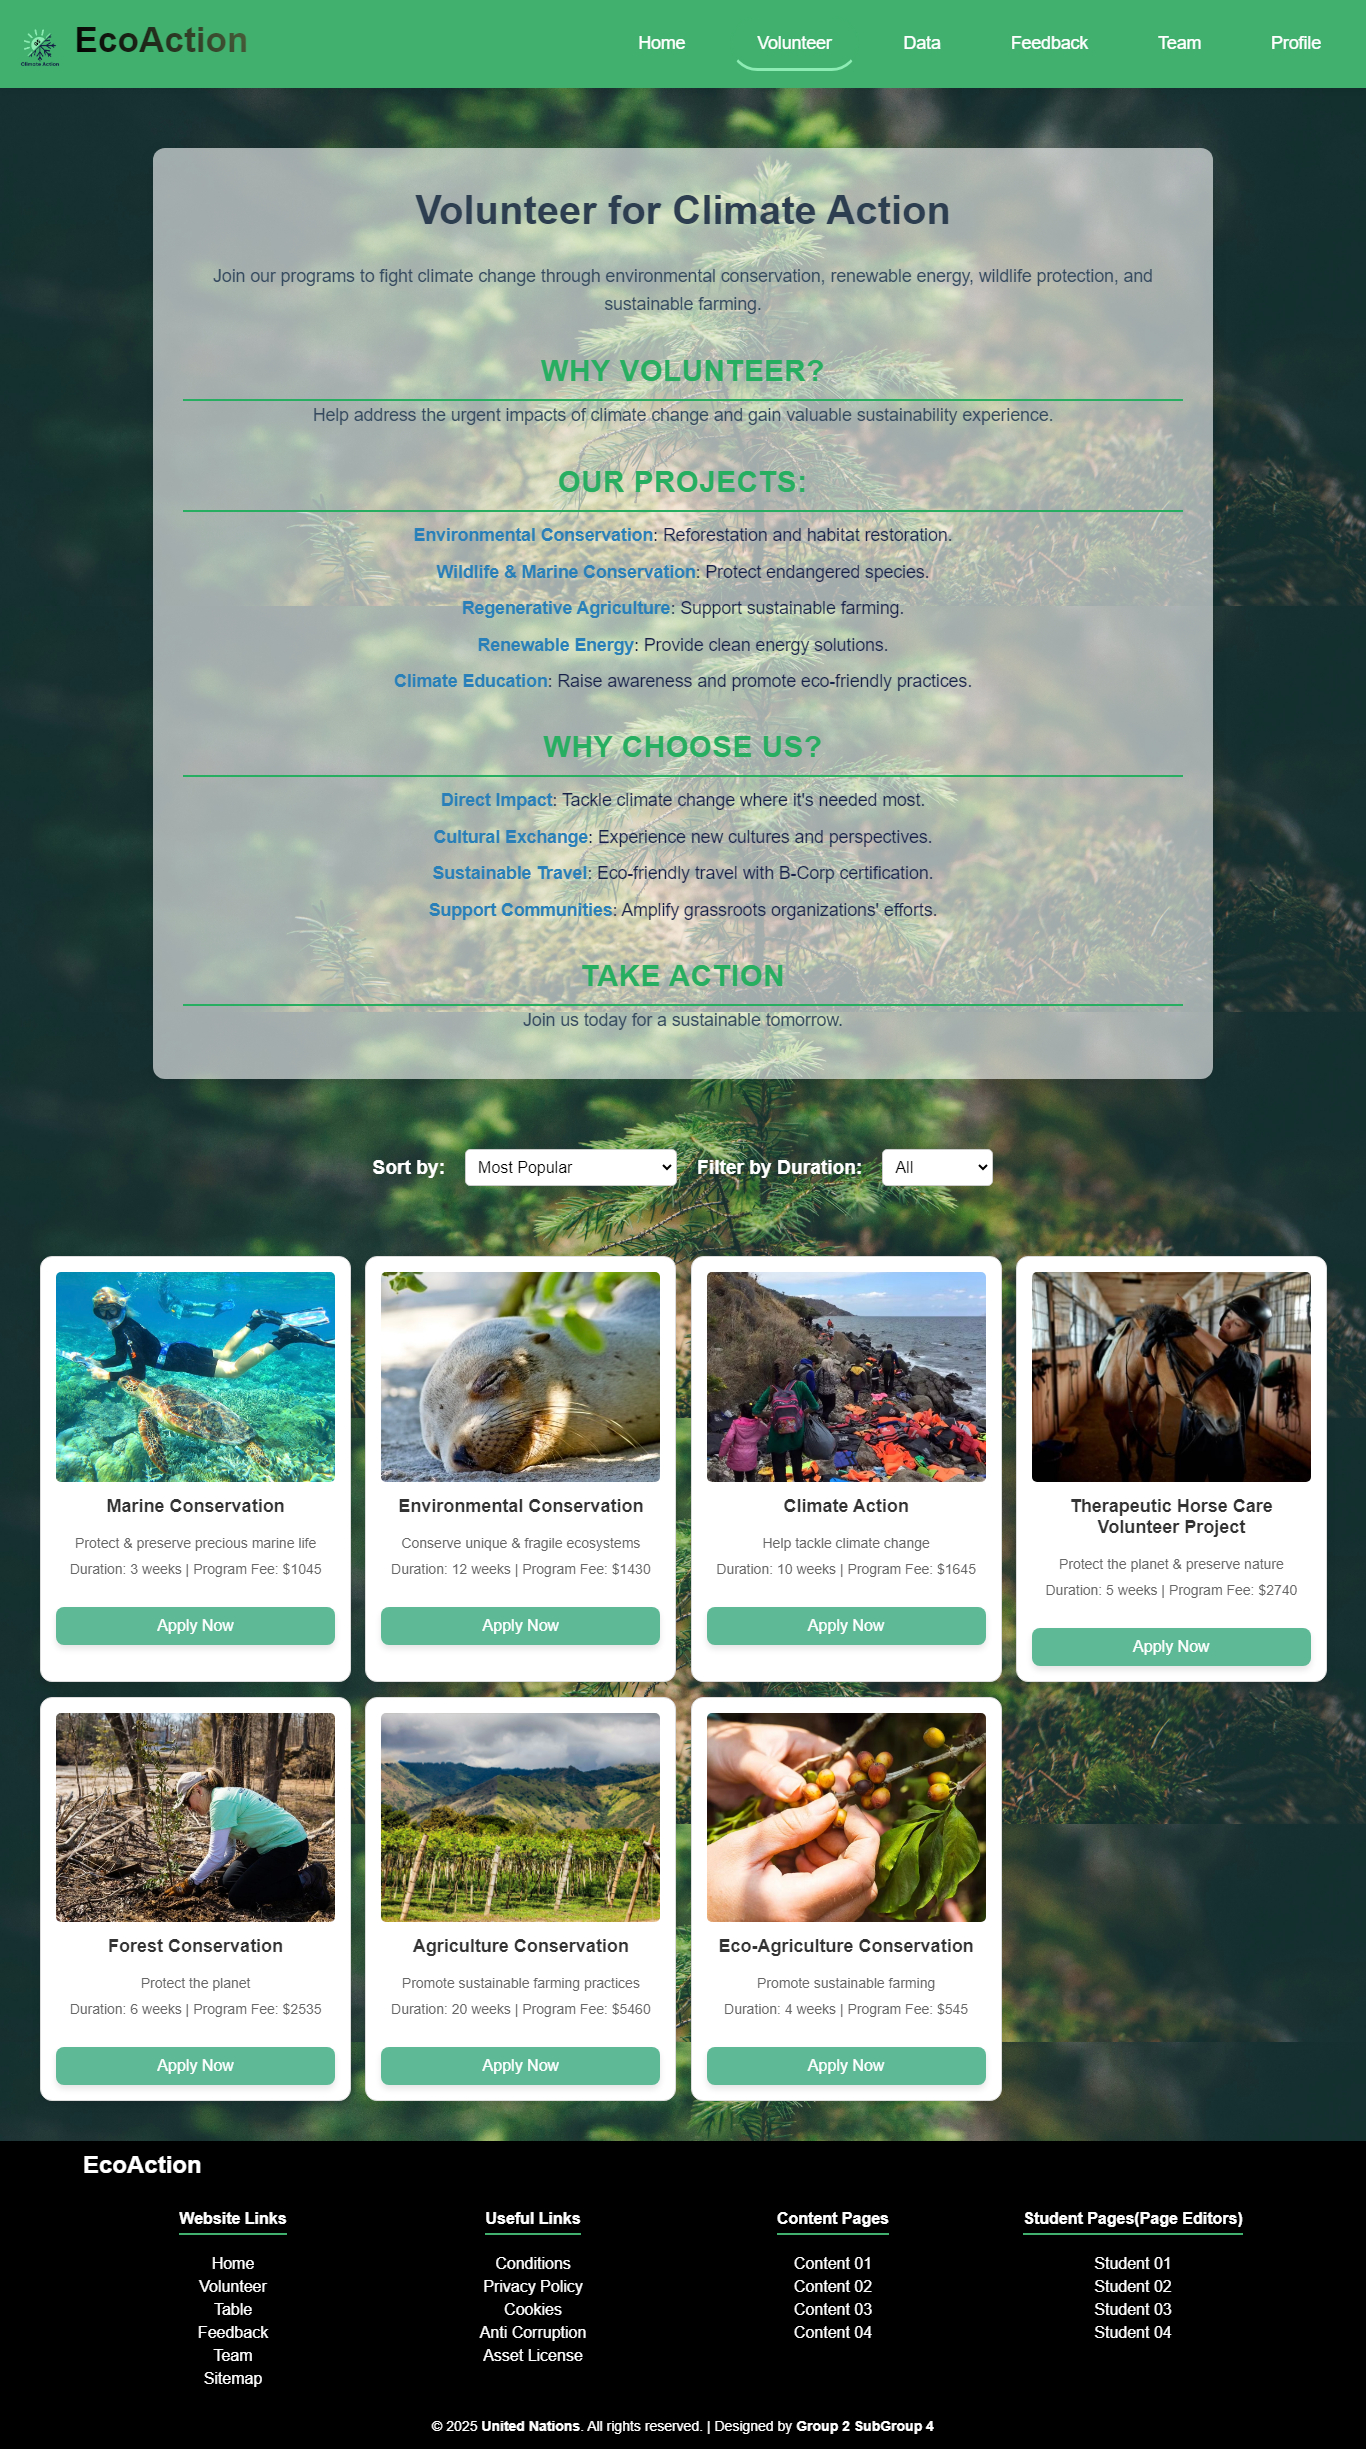 Climate Action
EcoAction
Home
Volunteer
Data
Feedback
Team
Profile
Volunteer for Climate Action
Join our programs to fight climate change through environmental conservation, renewable energy, wildlife protection, and
sustainable farming.
WHY VOLUNTEER?
Help address the urgent impacts of climate change and gain valuable sustainability experience.
OUR PROJECTS:
Environmental Conservation: Reforestation and habitat restoration.
Wildlife & Marine Conservation: Protect endangered species.
Regenerative Agriculture: Support sustainable farming.
Renewable Energy: Provide clean energy solutions.
Climate Education: Raise awareness and promote eco-friendly practices.
WHY CHOOSE US?
Direct Impact: Tackle climate change where it's needed most.
Cultural Exchange: Experience new cultures and perspectives.
Sustainable Travel: Eco-friendly travel with B-Corp certification.
Support Communities: Amplify grassroots organizations' efforts.
TAKE ACTION
Join us today for a sustainable tomorrow.
Sort by:
Most Popular
Filter by Duration:
All
Marine Conservation
Protect & preserve precious marine life
Duration: 3 weeks | Program Fee: $1045
Apply Now
Environmental Conservation
Conserve unique & fragile ecosystems
Duration: 12 weeks | Program Fee: $1430
Apply Now
Climate Action
Help tackle climate change
Duration: 10 weeks | Program Fee: $1645
Apply Now
Therapeutic Horse Care
Volunteer Project
Protect the planet & preserve nature
Duration: 5 weeks | Program Fee: $2740
Apply Now
Forest Conservation
Protect the planet
Duration: 6 weeks | Program Fee: $2535
Apply Now
Agriculture Conservation
Promote sustainable farming practices
Duration: 20 weeks | Program Fee: $5460
Apply Now
Eco-Agriculture Conservation
Promote sustainable farming
Duration: 4 weeks | Program Fee: $545
Apply Now
EcoAction
Website Links
Home
Volunteer
Table
Feedback
Team
Sitemap
Useful Links
Conditions
Privacy Policy
Cookies
Anti Corruption
Asset License
Content Pages
Content 01
Content 02
Content 03
Content 04
Student Pages(Page Editors)
Student 01
Student 02
Student 03
Student 04
© 2025 United Nations. All rights reserved. | Designed by Group 2 SubGroup 4